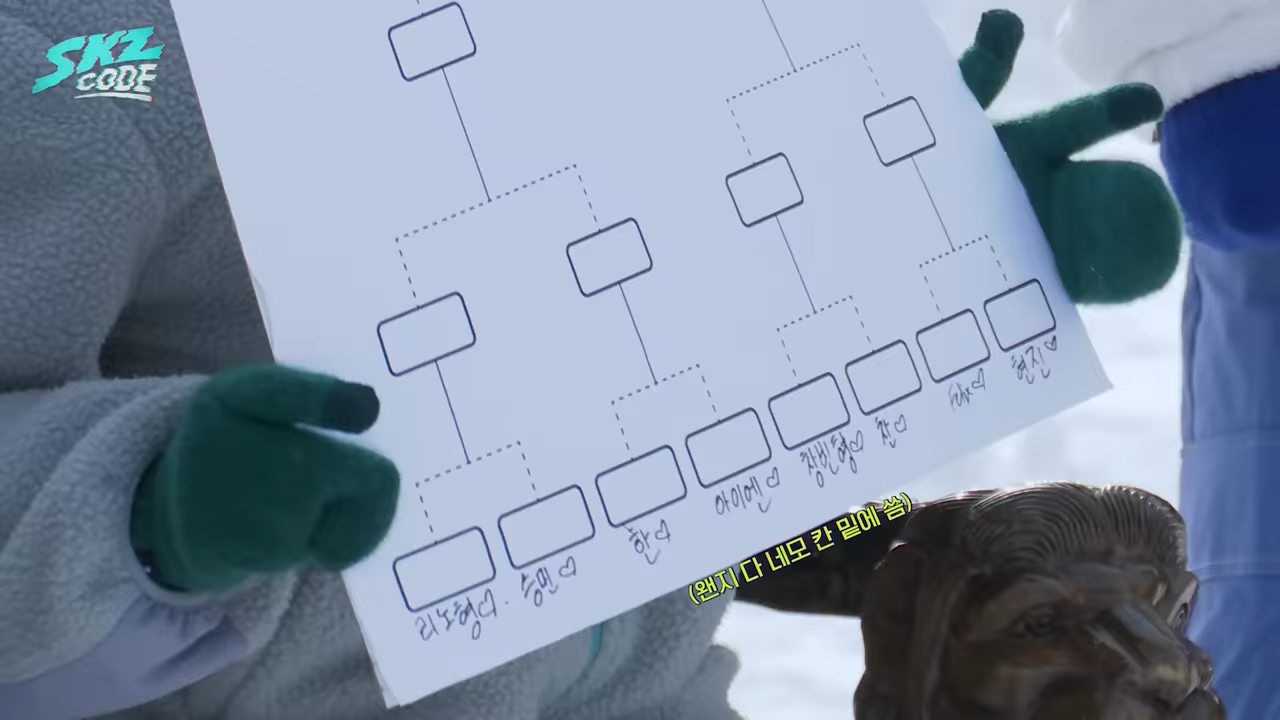 SKZ
CODE
리노형♡
승민♡
한♡
아이엔♡
창빈형♡
찬♡
현진♡
(왠지 다 네모 칸 밑에 씀)